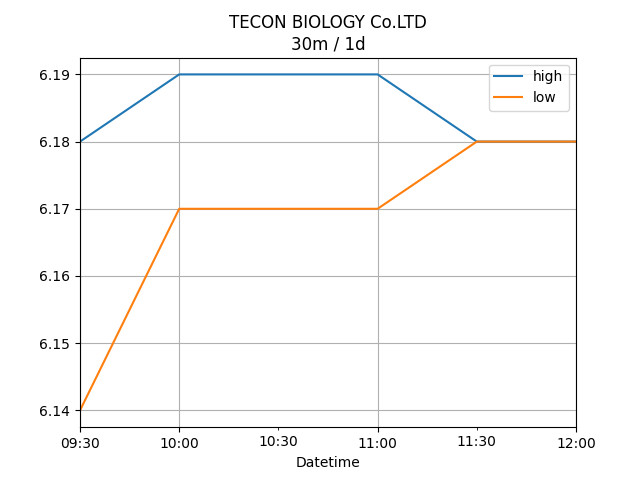 TECON BIOLOGY Co.LTD
30m / 1d
high
low
6.19
6.18
6.17
6.16
6.15
6.14
09:30 10:00 10:30 11:00 11:30 12:00
Datetime